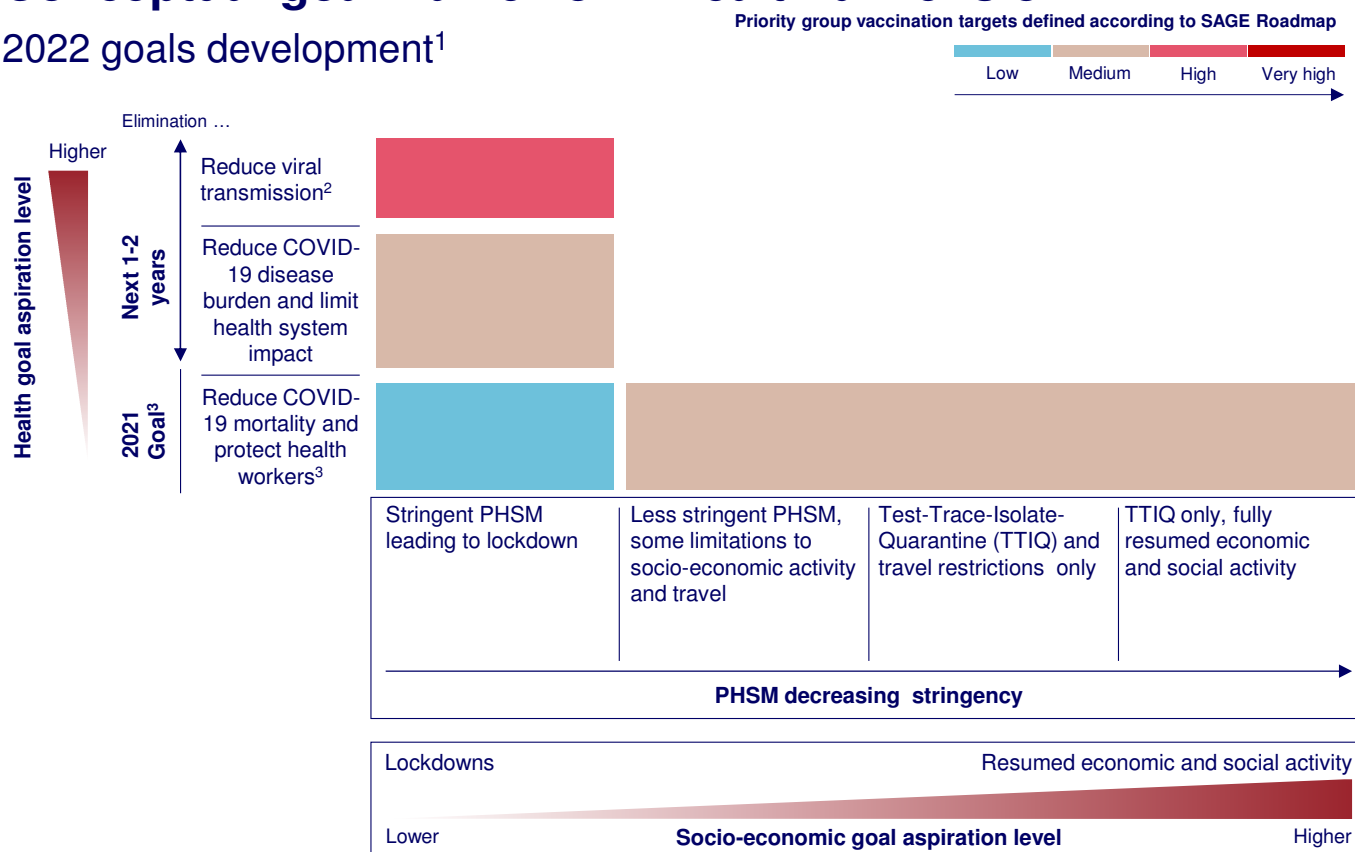 2022 goals development1
Priority group vaccination targets defined according to SAGE Roadmap
Low Medium High Very high
Elimination …
Higher
Health goal aspiration level
Next 1-2
years
2021
Goal3
Reduce viral
transmission2
Reduce COVID-
19 disease
burden and limit
health system
impact
Reduce COVID-
19 mortality and
protect health
workers3
Stringent PHSM
leading to lockdown
Less stringent PHSM,
some limitations to
socio-economic activity
and travel
Test-Trace-Isolate-
Quarantine (TTIQ) and
travel restrictions only
TTIQ only, fully
resumed economic
and social activity
PHSM decreasing stringency
Lockdowns
Resumed economic and social activity
Lower
Socio-economic goal aspiration level
Higher